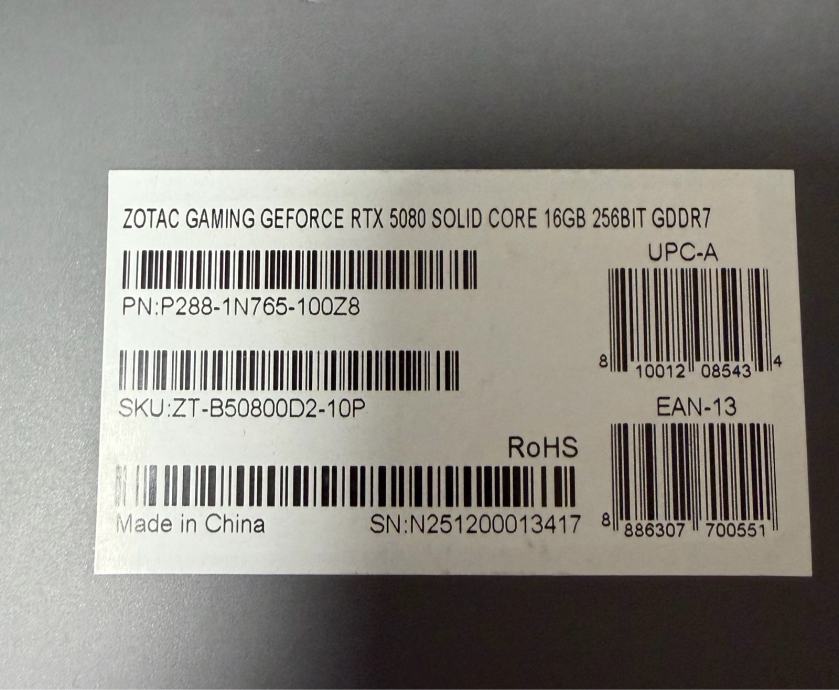 ZOTAC GAMING GEFORCE RTX 5080 SOLID CORE 16GB 256BIT GDDR7
PN:P288-1N765-100Z8
SKU:ZT-B50800D2-10P
RoHS
Made in China
SN:N251200013417
UPC-A
8 10012 08543 4
EAN-13
8 886307 700551